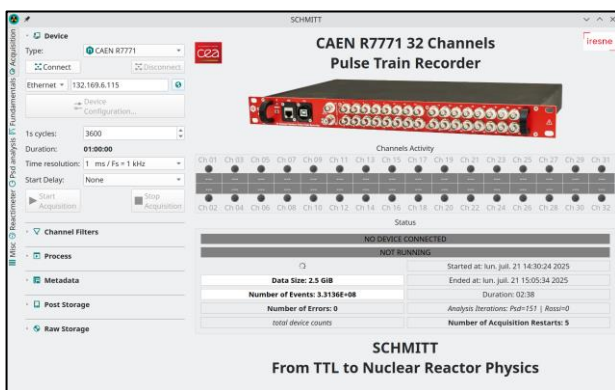 SCHMITT
Device
Type:
CAEN R7771
Connect
Disconnect
Ethernet
132.169.6.115
Device
Configuration...
1s cycles:
3600
Duration:
01:00:00
Time resolution:
1 ms / Fs = 1 kHz
Start Delay:
None
Start
Acquisition
Stop
Acquisition
Channel Filters
Process
Metadata
Post Storage
Raw Storage
Acquisition
Fundamentals
Psd analysis
Reactimeter
Misc
cea
CAEN R7771 32 Channels
Pulse Train Recorder
iresne
Channels Activity
Ch 01 Ch 03 Ch 05 Ch 07 Ch 09 Ch 11 Ch 13 Ch 15 Ch 17 Ch 19 Ch 21 Ch 23 Ch 25 Ch 27 Ch 29 Ch 31
Ch 02 Ch 04 Ch 06 Ch 08 Ch 10 Ch 12 Ch 14 Ch 16 Ch 18 Ch 20 Ch 22 Ch 24 Ch 26 Ch 28 Ch 30 Ch 32
Status
NO DEVICE CONNECTED
NOT RUNNING
Started at: lun. juil. 21 14:30:24 2025
Data Size: 2.5 GiB
Ended at: lun. juil. 21 15:05:34 2025
Number of Events: 3.3136E+08
Duration: 02:38
Number of Errors: 0
Analysis Iterations: Psd=151 | Rossi=0
total device counts
Number of Acquisition Restarts: 5
SCHMITT
From TTL to Nuclear Reactor Physics